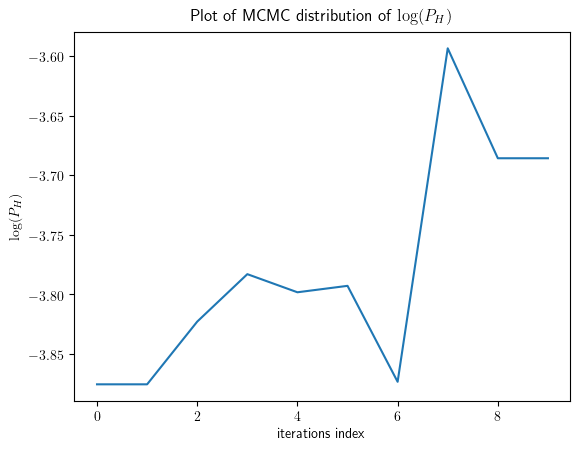 Plot of MCMC distribution of log(P_H)
−3.60
−3.65
−3.70
−3.75
−3.80
−3.85
log(P_H)
0 2 4 6 8
iterations index